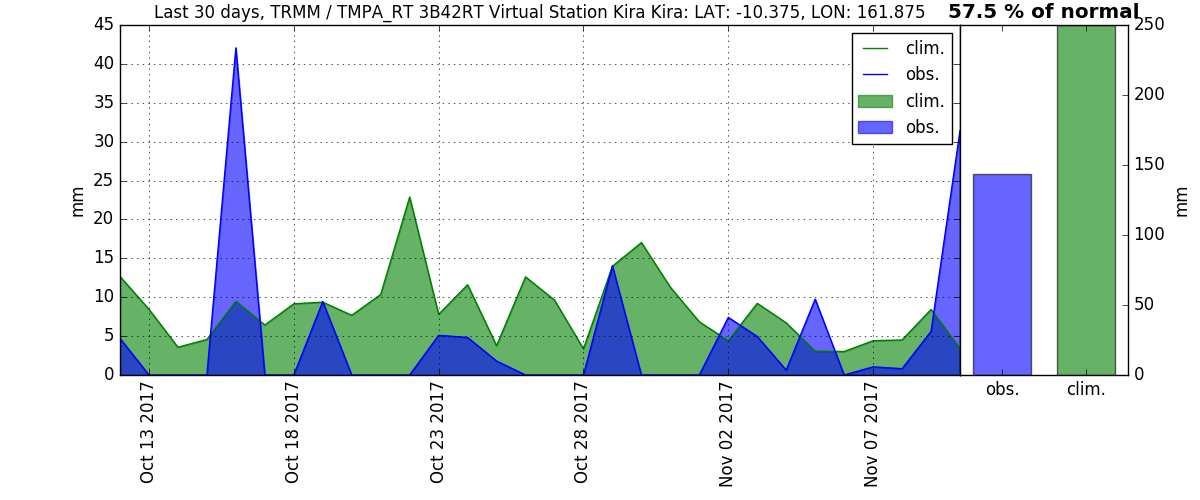 Last 30 days, TRMM / TMPA_RT 3B42RT Virtual Station Kira Kira: LAT: -10.375, LON: 161.875
57.5 % of normal
45
40
35
30
25
20
15
10
5
0
mm
clim.
obs.
clim.
obs.
Oct 13 2017
Oct 18 2017
Oct 23 2017
Oct 28 2017
Nov 02 2017
Nov 07 2017
250
200
150
100
50
0
mm
obs.
clim.